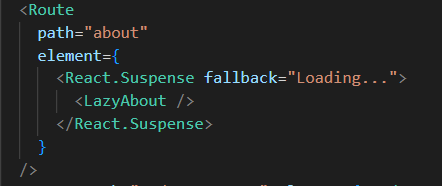 <Route
path="about"
element={
<React.Suspense fallback="Loading...">
<LazyAbout />
</React.Suspense>
}
/>